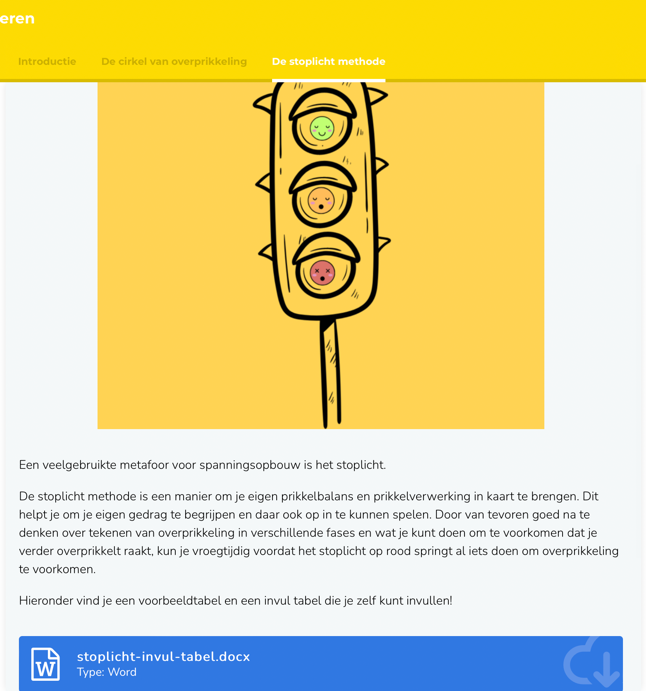 eren
Introductie
De cirkel van overprikkeling
De stoplicht methode
Een veelgebruikte metafoor voor spanningsopbouw is het stoplicht.
De stoplicht methode is een manier om je eigen prikkelbalans en prikkelverwerking in kaart te brengen. Dit
helpt je om je eigen gedrag te begrijpen en daar ook op in te kunnen spelen. Door van tevoren goed na te
denken over tekenen van overprikkeling in verschillende fases en wat je kunt doen om te voorkomen dat je
verder overprikkelt raakt, kun je vroegtijdig voordat het stoplicht op rood springt al iets doen om overprikkeling
te voorkomen.
Hieronder vind je een voorbeeldtabel en een invul tabel die je zelf kunt invullen!
W
stoplicht-invul-tabel.docx
Type: Word